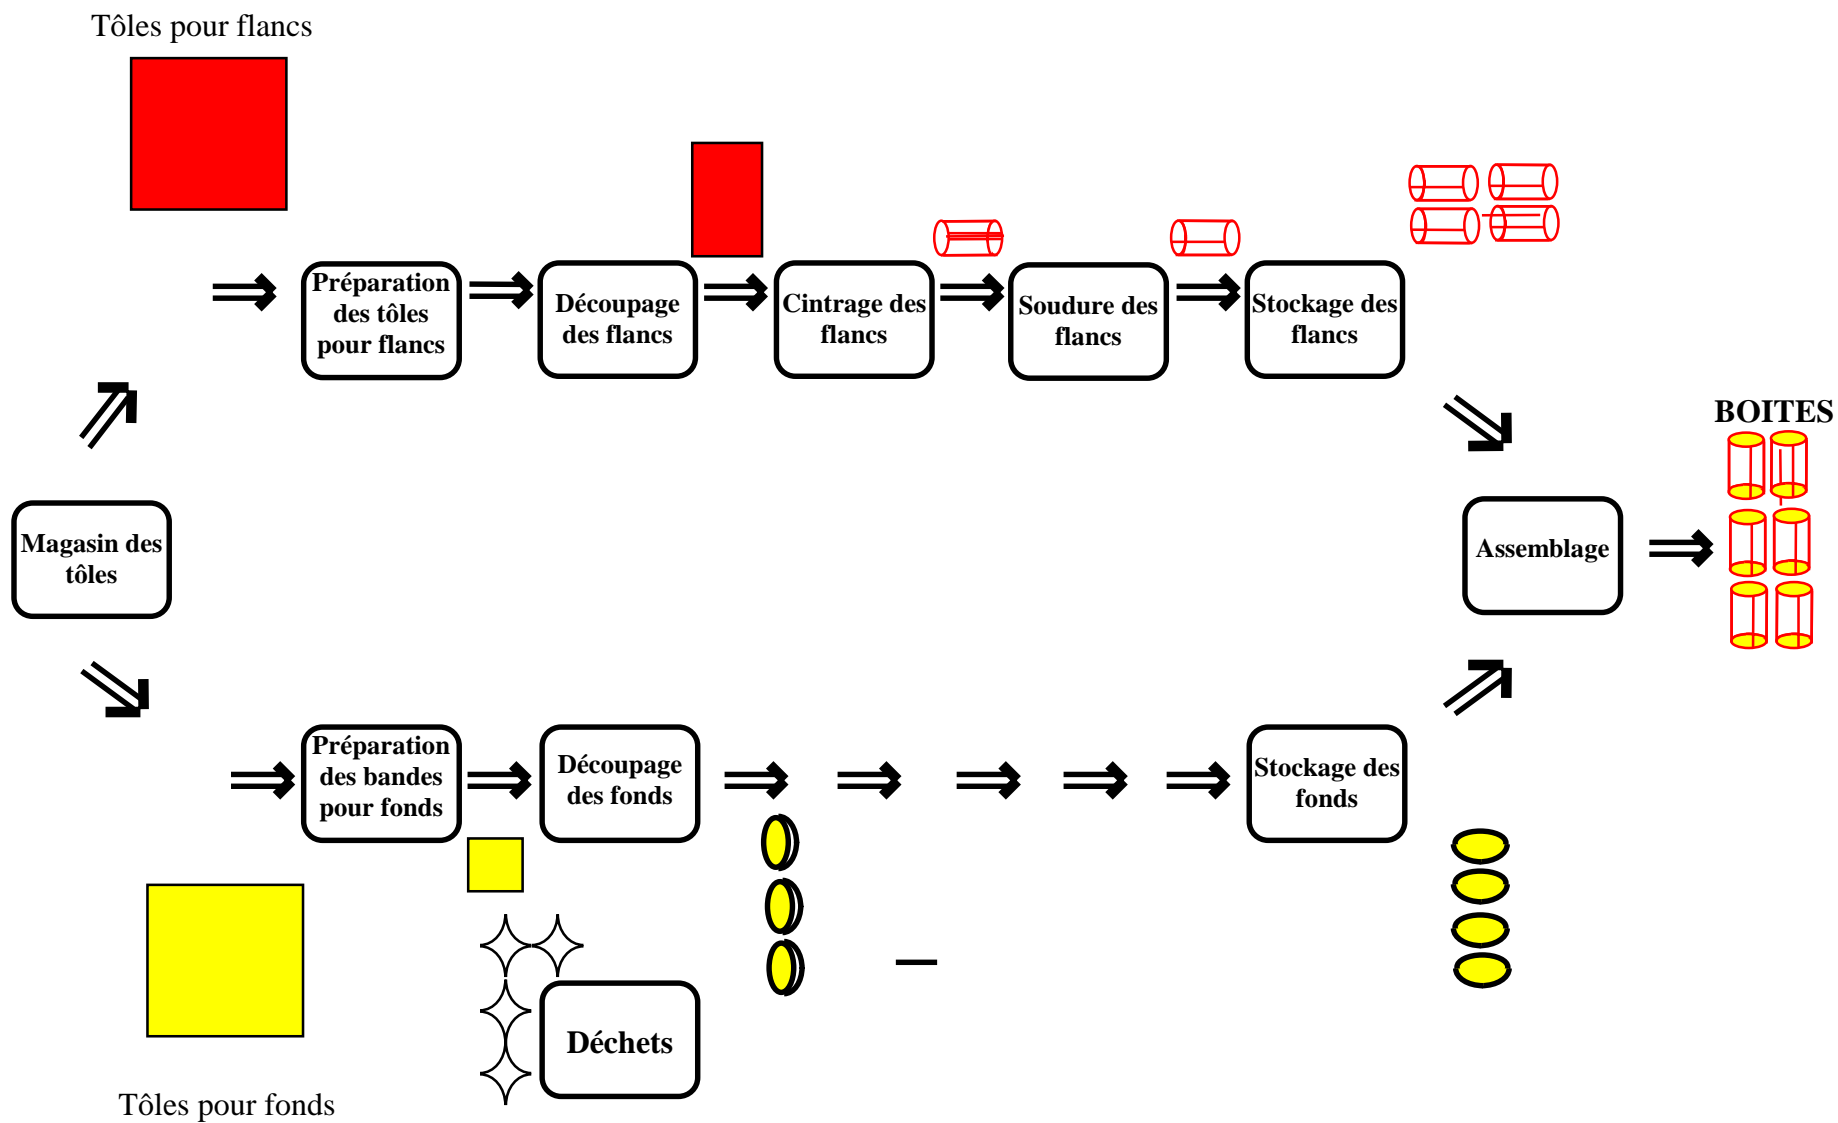 Tôles pour flancs
Préparation
des tôles
pour flancs
Découpage
des flancs
Cintrage des
flancs
Soudure des
flancs
Stockage des
flancs
BOITES
Magasin des
tôles
Assemblage
Préparation
des bandes
pour fonds
Découpage
des fonds
Stockage des
fonds
Déchets
Tôles pour fonds